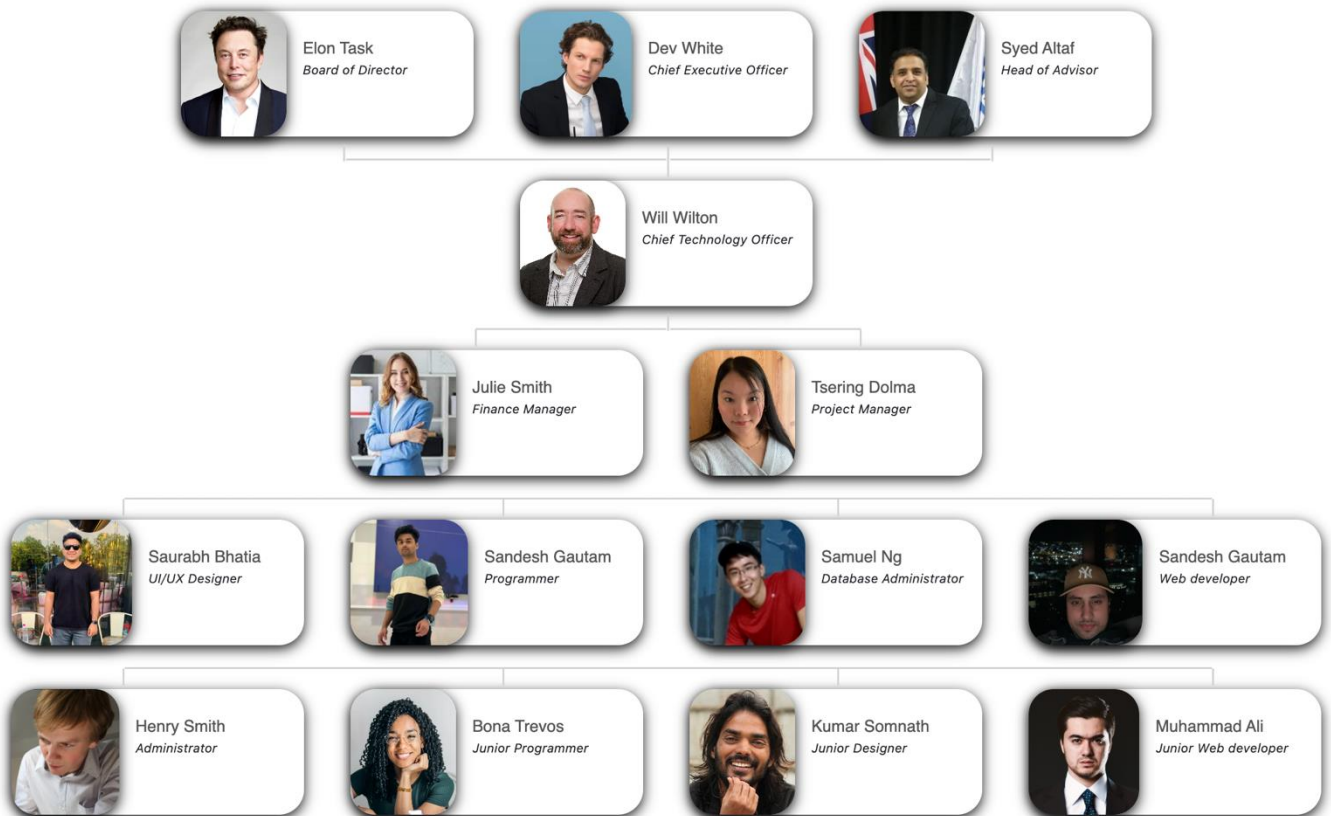 Elon Task
Board of Director
Dev White
Chief Executive Officer
Syed Altaf
Head of Advisor
Will Wilton
Chief Technology Officer
Julie Smith
Finance Manager
Tsering Dolma
Project Manager
Saurabh Bhatia
UI/UX Designer
Sandesh Gautam
Programmer
Samuel Ng
Database Administrator
Sandesh Gautam
Web developer
Henry Smith
Administrator
Bona Trevos
Junior Programmer
Kumar Somnath
Junior Designer
Muhammad Ali
Junior Web developer